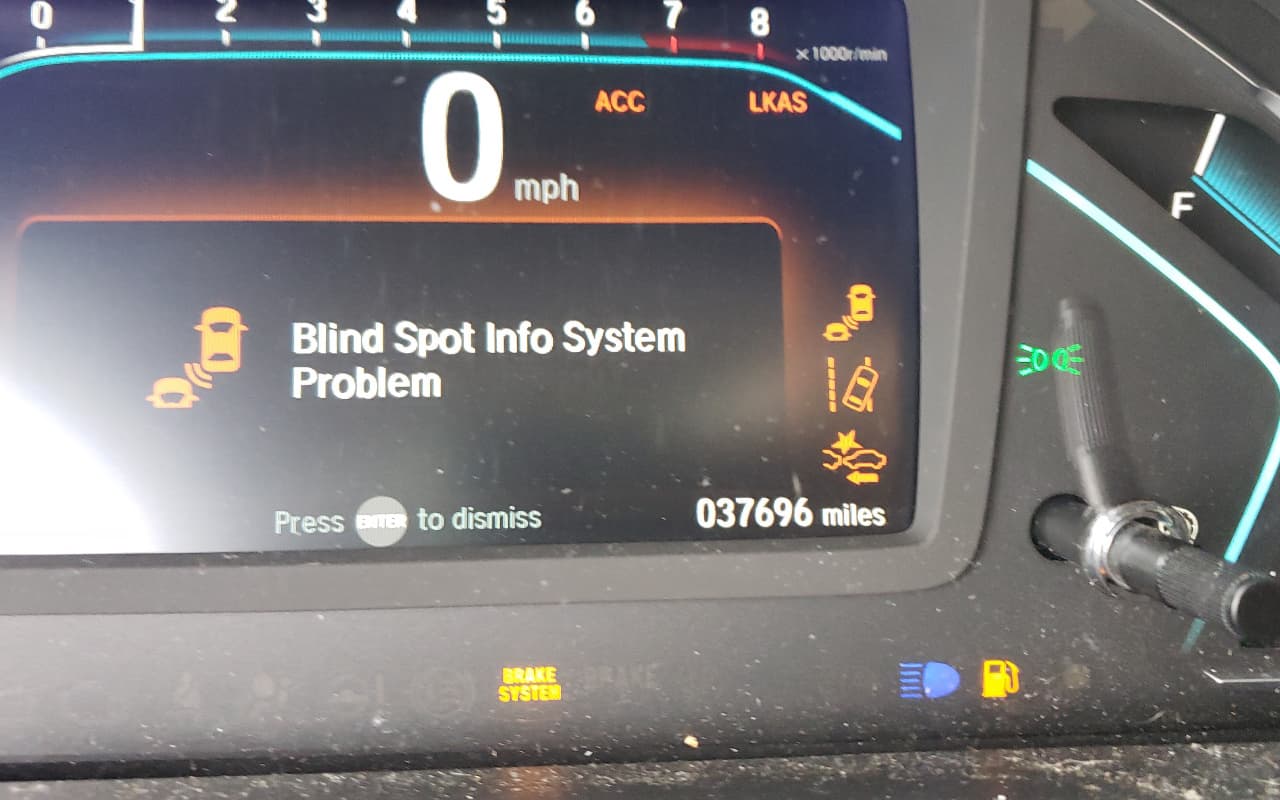 0 1 2 3 4 5 6 7 8
×1000r/min
0 mph
ACC
LKAS
F
Blind Spot Info System
Problem
Press ENTER to dismiss
037696 miles
BRAKE
SYSTEM
BRAKE